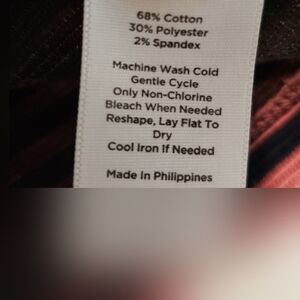 68% Cotton
30% Polyester
2% Spandex
Machine Wash Cold
Gentle Cycle
Only Non-Chlorine
Bleach When Needed
Reshape, Lay Flat To
Dry
Cool Iron If Needed
Made In Philippines